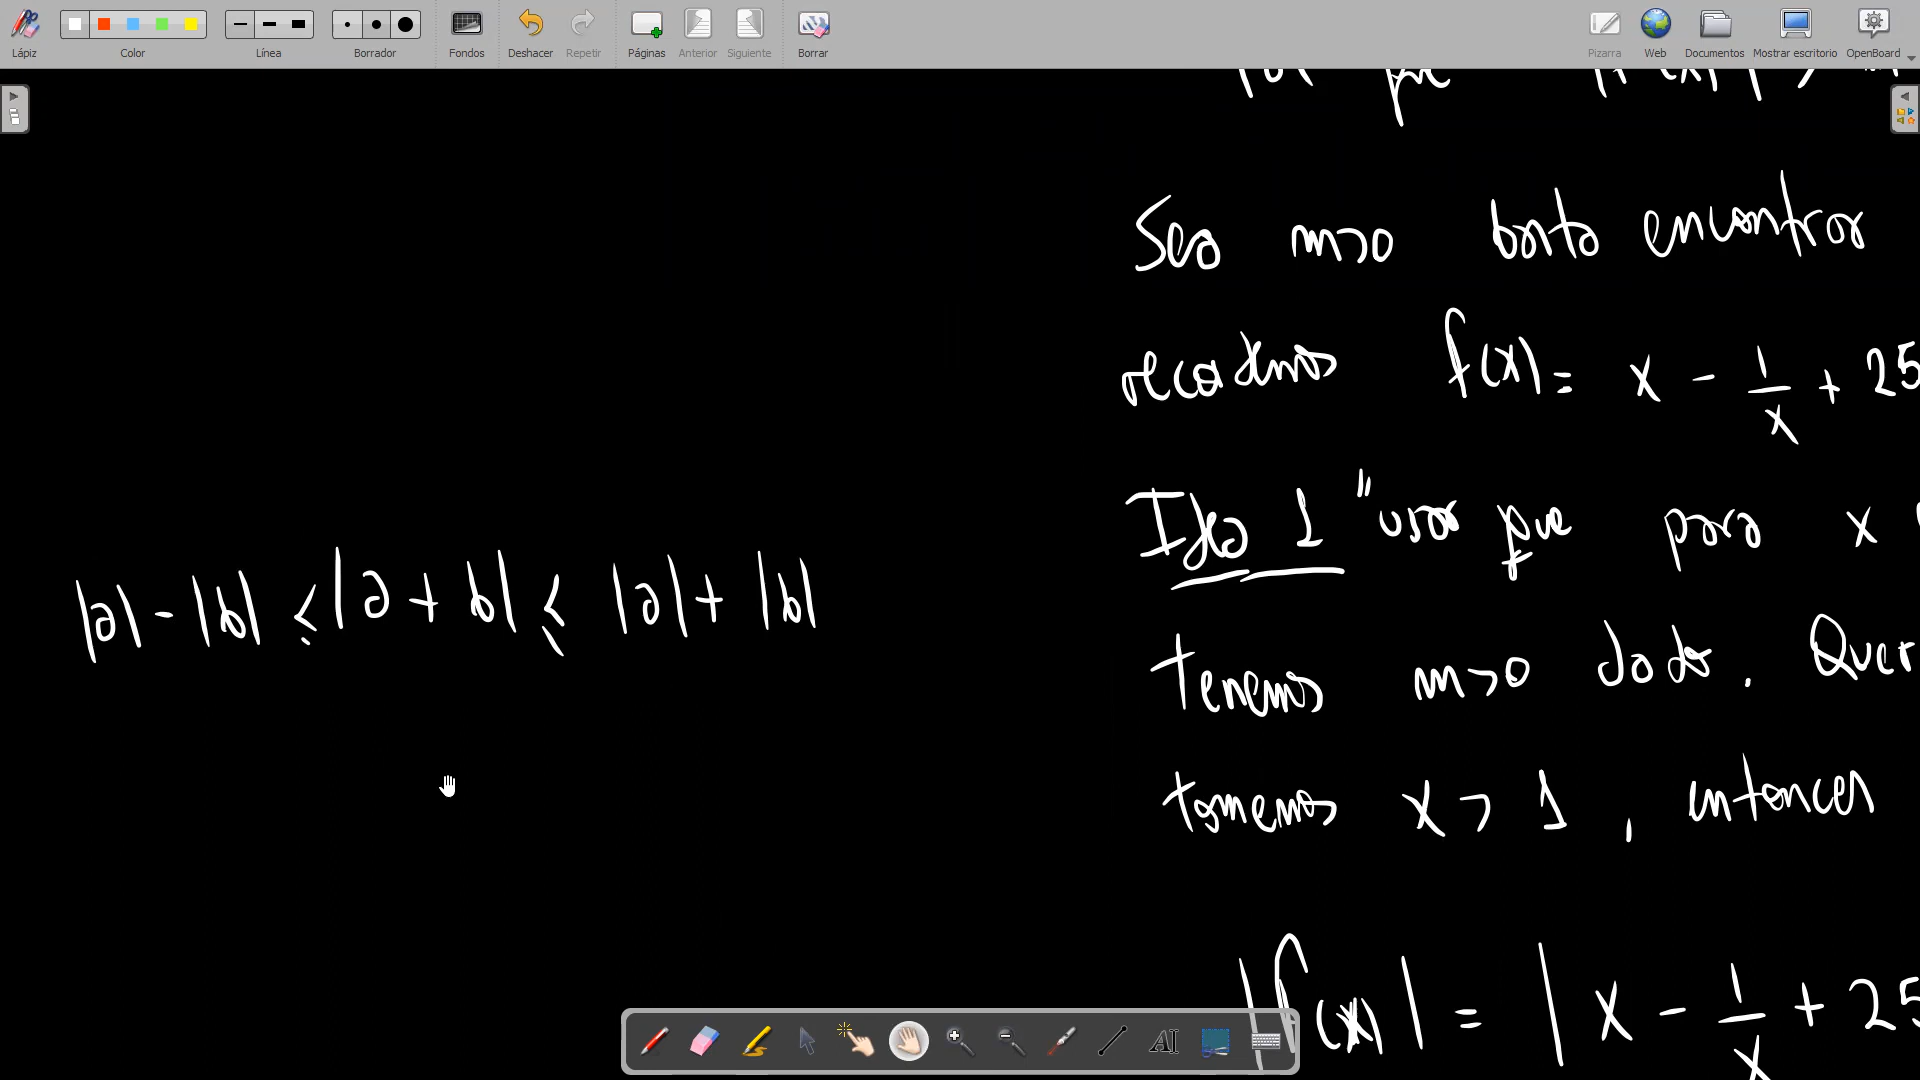 Lápiz Color Línea Borrador Fondos Deshacer Repetir Páginas Anterior Siguiente Borrar Pizarra Web Documentos Mostrar escritorio OpenBoard
Sea m>0 basta encontrar
recordemos f(x) = x - 1/x + 25
Idea 1 "usar que para x
tenemos m>0 dado. Quer
|a| - |b| ≤ |a + b| ≤ |a| + |b|
tomemos x > 1, entonces
|f(x)| = | x - 1/x + 25
AI